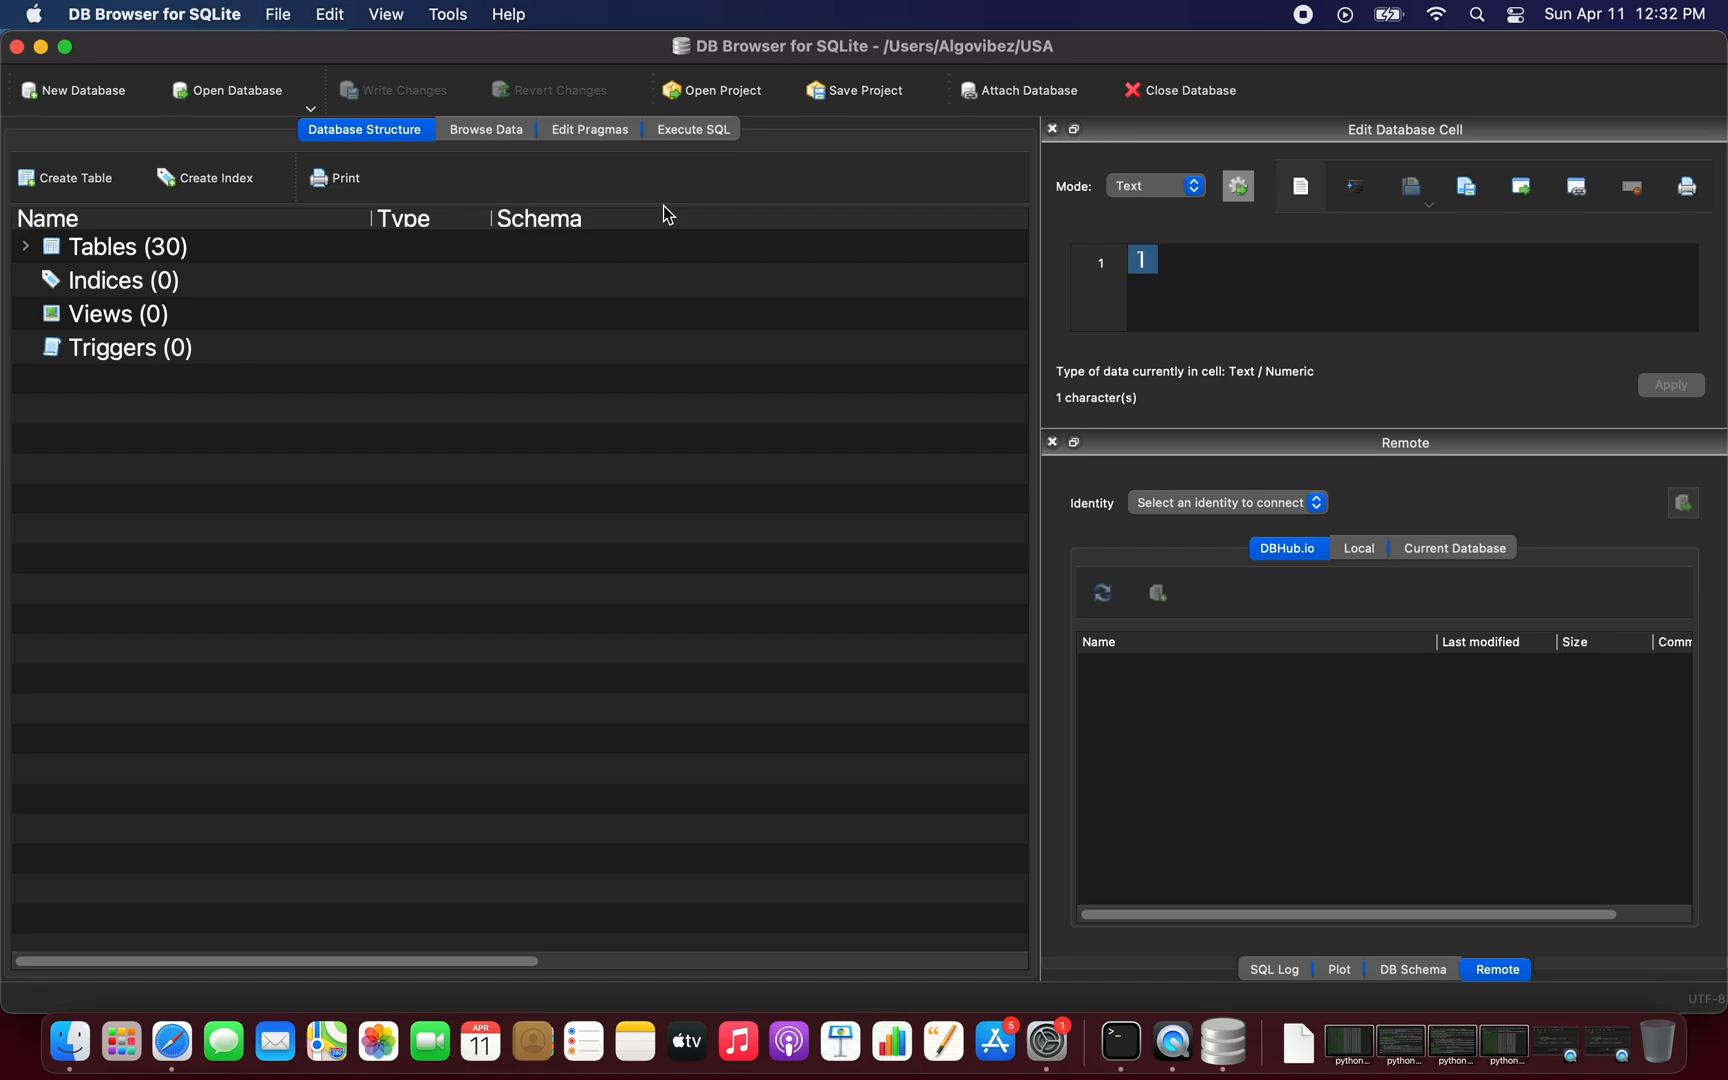 DB Browser for SQLite File Edit View Tools Help Sun Apr 11 12:32 PM
DB Browser for SQLite - /Users/Algovibez/USA
New Database Open Database Write Changes Revert Changes Open Project Save Project Attach Database Close Database
Database Structure Browse Data Edit Pragmas Execute SQL
Create Table Create Index Print
Name Type Schema
Tables (30)
Indices (0)
Views (0)
Triggers (0)
Edit Database Cell
Mode: Text
1 1
Type of data currently in cell: Text / Numeric
1 character(s)
Apply
Remote
Identity Select an identity to connect
DBHub.io Local Current Database
Name Last modified Size Comm
SQL Log Plot DB Schema Remote
UTF-8
APR
11
tv
5
1
python... python... python... python...